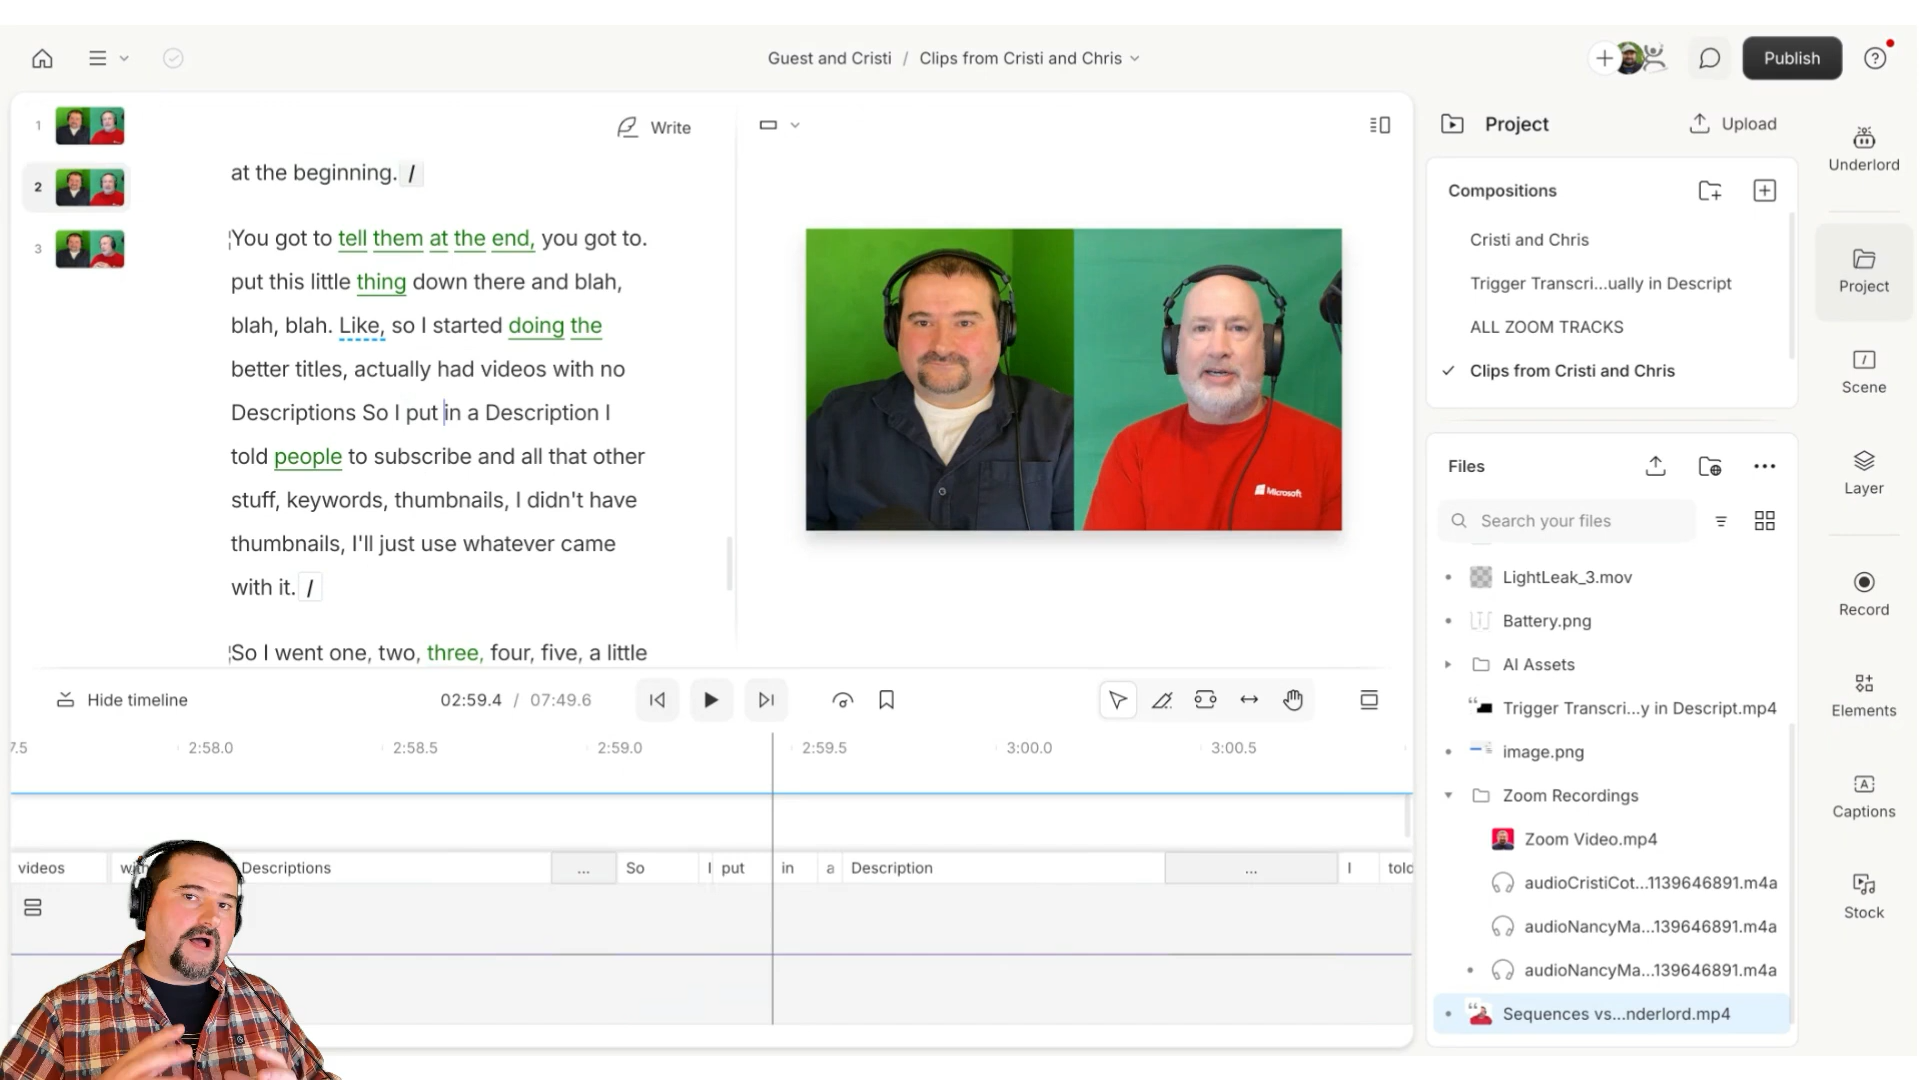 Guest and Cristi / Clips from Cristi and Chris
Publish
1
2
3
Write
at the beginning. /
You got to tell them at the end, you got to.
put this little thing down there and blah,
blah, blah. Like, so I started doing the
better titles, actually had videos with no
Descriptions So I put in a Description I
told people to subscribe and all that other
stuff, keywords, thumbnails, I didn't have
thumbnails, I'll just use whatever came
with it. /
So I went one, two, three, four, five, a little
Microsoft
Project
Upload
Compositions
Cristi and Chris
Trigger Transcri...ually in Descript
ALL ZOOM TRACKS
Clips from Cristi and Chris
Files
Search your files
LightLeak_3.mov
Battery.png
AI Assets
Trigger Transcri...y in Descript.mp4
image.png
Zoom Recordings
Zoom Video.mp4
audioCristiCot...1139646891.m4a
audioNancyMa...139646891.m4a
audioNancyMa...139646891.m4a
Sequences vs...nderlord.mp4
Underlord
Project
Scene
Layer
Record
Elements
Captions
Stock
Hide timeline
02:59.4 / 07:49.6
7.5 2:58.0 2:58.5 2:59.0 2:59.5 3:00.0 3:00.5
videos with Descriptions ... So I put in a Description ... I told